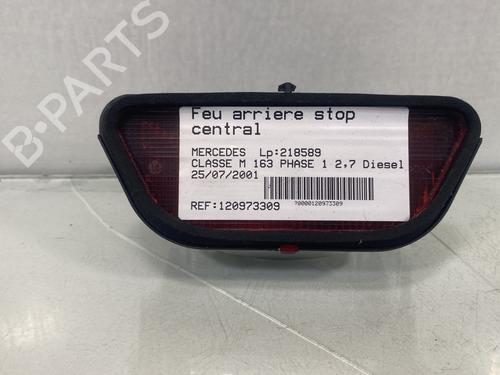 B-PARTS
Feu arriere stop
central
MERCEDES Lp:218589
CLASSE M 163 PHASE 1 2,7 Diesel
25/07/2001
REF:120973309
?0000120973309